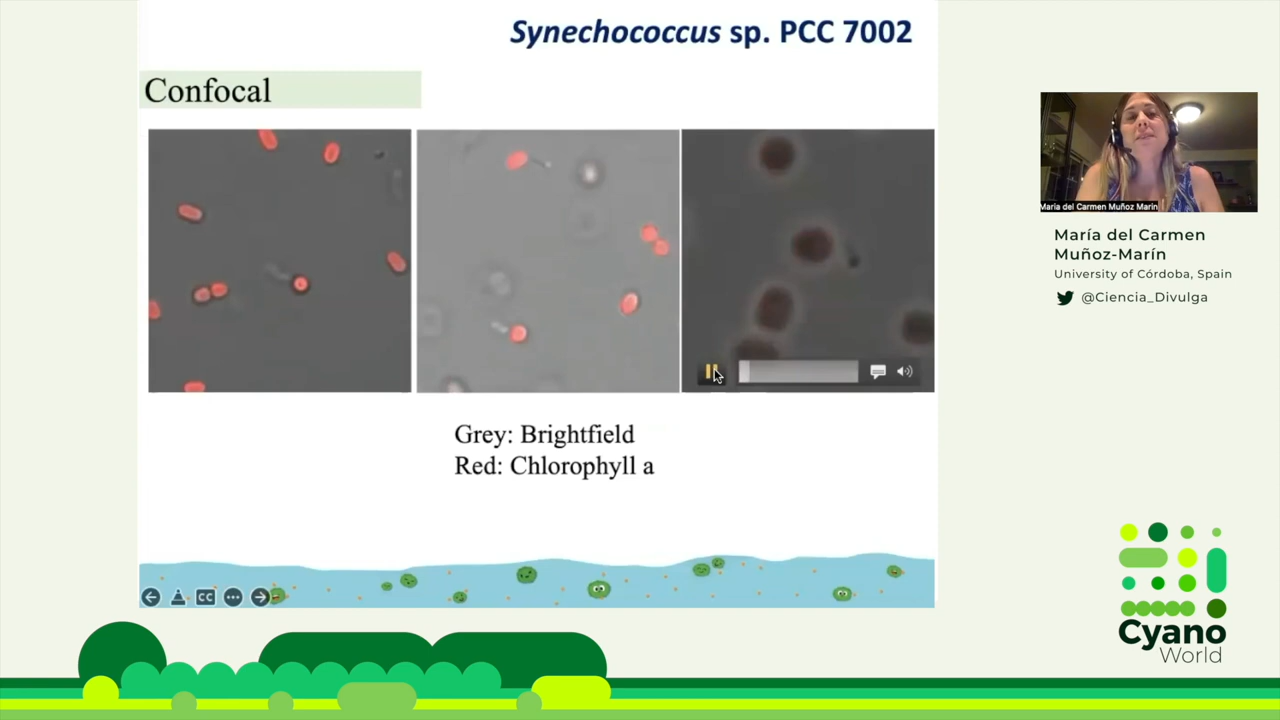 Synechococcus sp. PCC 7002
Confocal
Grey: Brightfield
Red: Chlorophyll a
CC
María del Carmen Muñoz Marín
María del Carmen
Muñoz-Marín
University of Córdoba, Spain
@Ciencia_Divulga
Cyano
World